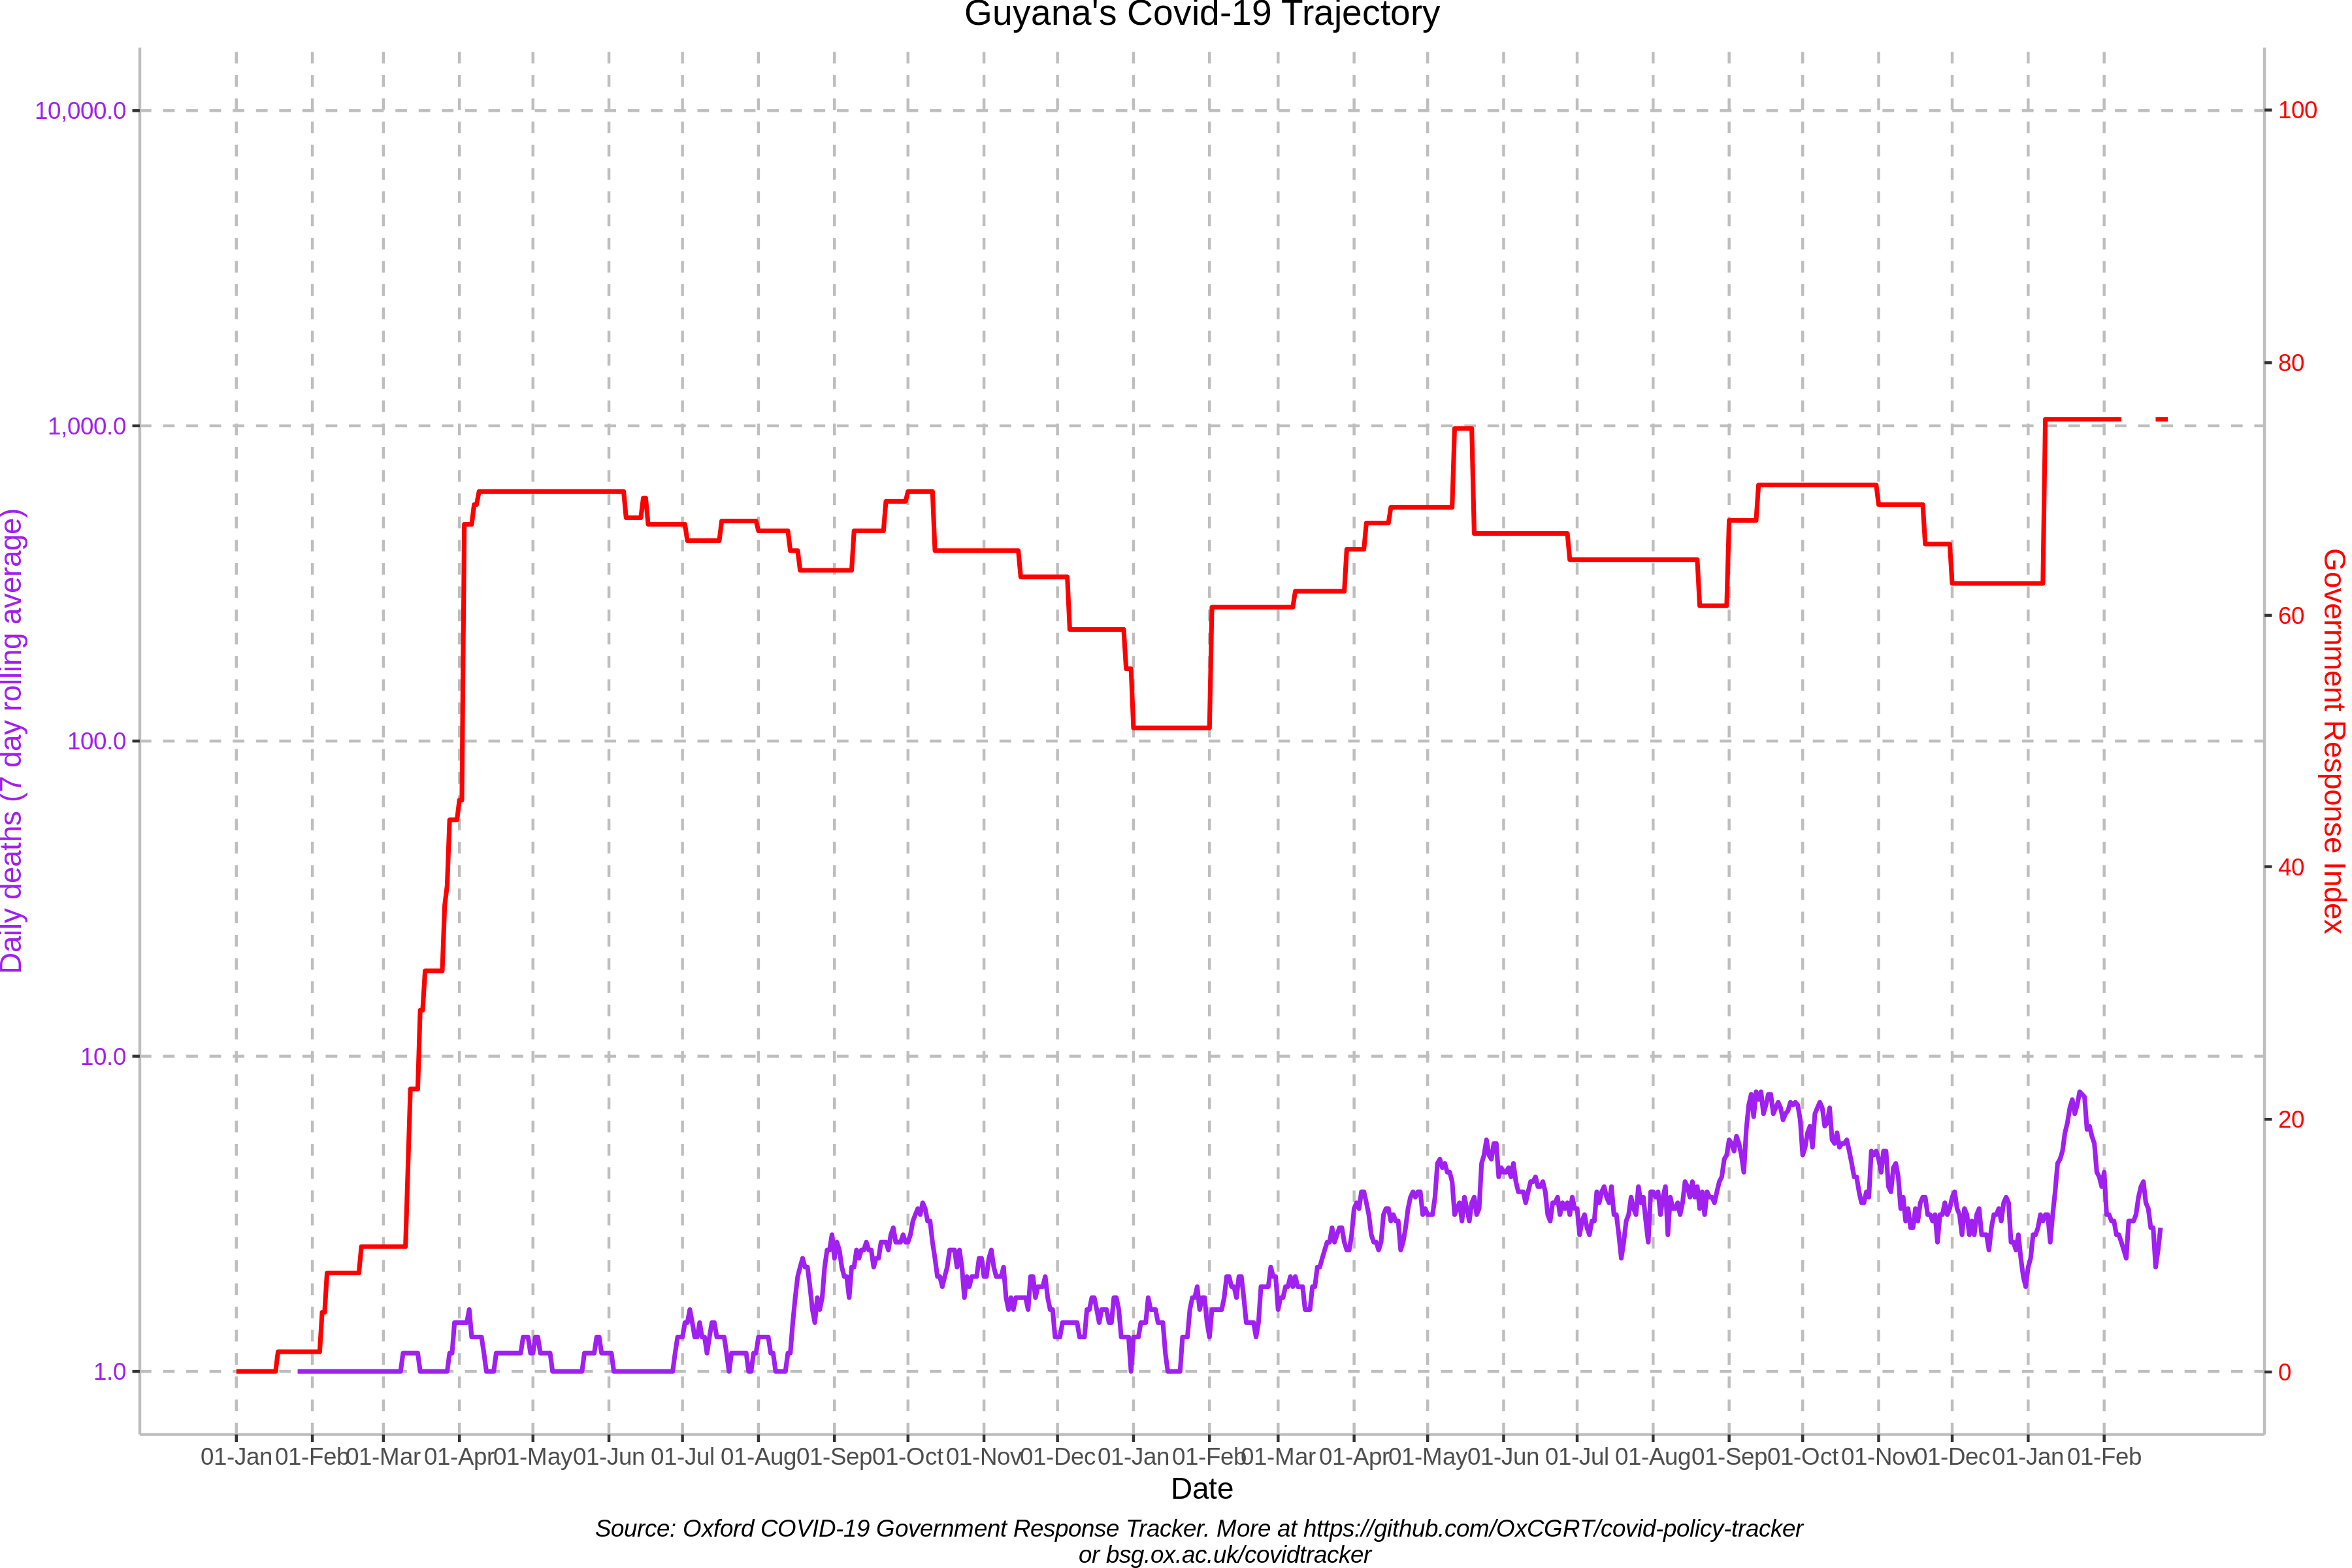 Guyana's Covid-19 Trajectory
10,000.0
1,000.0
100.0
10.0
1.0
Daily deaths (7 day rolling average)
100
80
60
40
20
0
Government Response Index
01-Jan 01-Feb 01-Mar 01-Apr 01-May 01-Jun 01-Jul 01-Aug 01-Sep 01-Oct 01-Nov 01-Dec 01-Jan 01-Feb 01-Mar 01-Apr 01-May 01-Jun 01-Jul 01-Aug 01-Sep 01-Oct 01-Nov 01-Dec 01-Jan 01-Feb
Date
Source: Oxford COVID-19 Government Response Tracker. More at https://github.com/OxCGRT/covid-policy-tracker
or bsg.ox.ac.uk/covidtracker